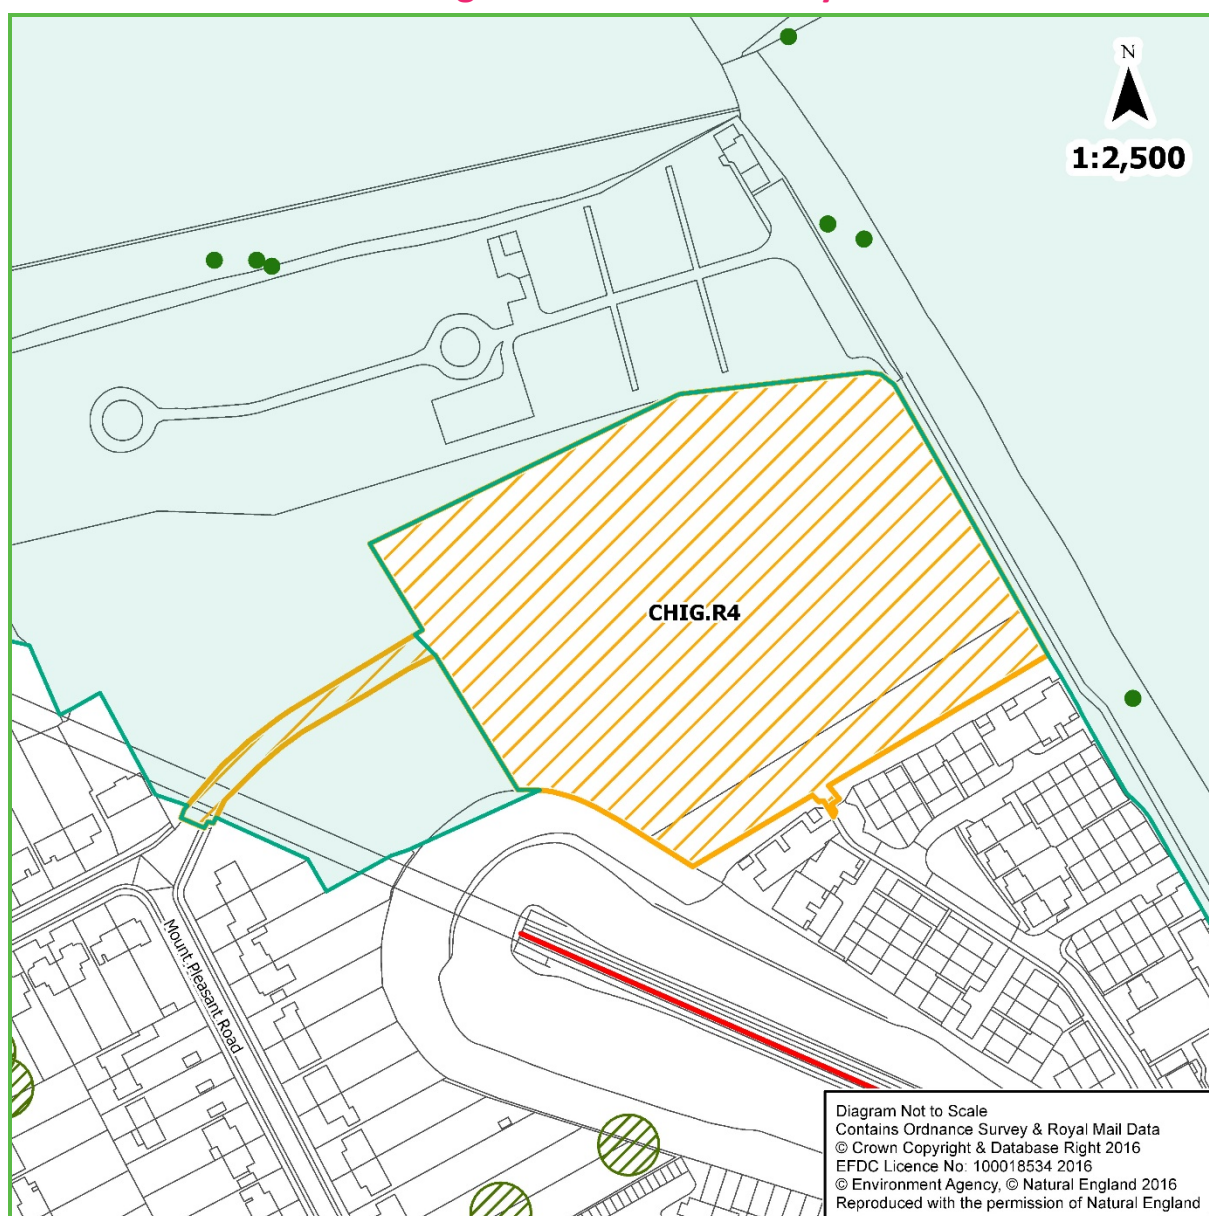 N
1:2,500
CHIG.R4
Mount Pleasant Road
Diagram Not to Scale
Contains Ordnance Survey & Royal Mail Data
© Crown Copyright & Database Right 2016
EFDC Licence No: 100018534 2016
© Environment Agency, © Natural England 2016
Reproduced with the permission of Natural England